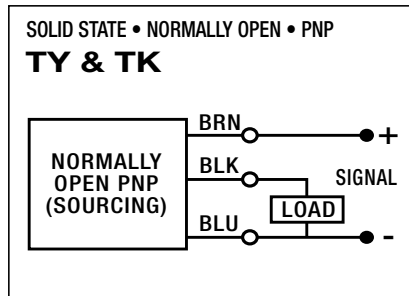 SOLID STATE • NORMALLY OPEN • PNP
TY & TK
NORMALLY
OPEN PNP
(SOURCING)
BRN
+
BLK
SIGNAL
LOAD
BLU
-